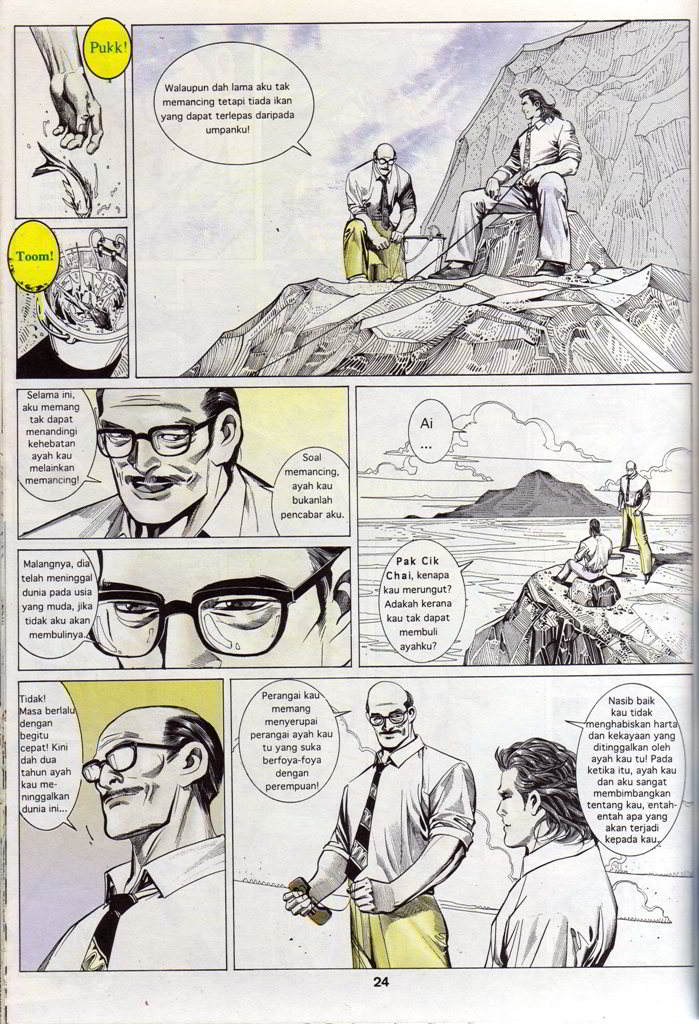 Pukk!
Walaupun dah lama aku tak
memancing tetapi tiada ikan
yang dapat terlepas daripada
umpanku!
Toom!
Selama ini,
aku memang
tak dapat
menandingi
kehebatan
ayah kau
melainkan
memancing!
Soal
memancing,
ayah kau
bukanlah
pencabar aku.
Malangnya, dia
telah meninggal
dunia pada usia
yang muda, jika
tidak aku akan
membulinya..
Ai
...
Pak Cik
Chai, kenapa
kau merungut?
Adakah kerana
kau tak dapat
membuli
ayahku?
Tidak!
Masa berlalu
dengan
begitu
cepat! Kini
dah dua
tahun ayah
kau me-
ninggalkan
dunia ini...
Perangai kau
memang
menyerupai
perangai ayah kau
tu yang suka
berfoya-foya
dengan
perempuan!
Nasib baik
kau tidak
menghabiskan harta
dan kekayaan yang
ditinggalkan oleh
ayah kau tu! Pada
ketika itu, ayah kau
dan aku sangat
membimbangkan
tentang kau, entah-
entah apa yang
akan terjadi
kepada kau.
24